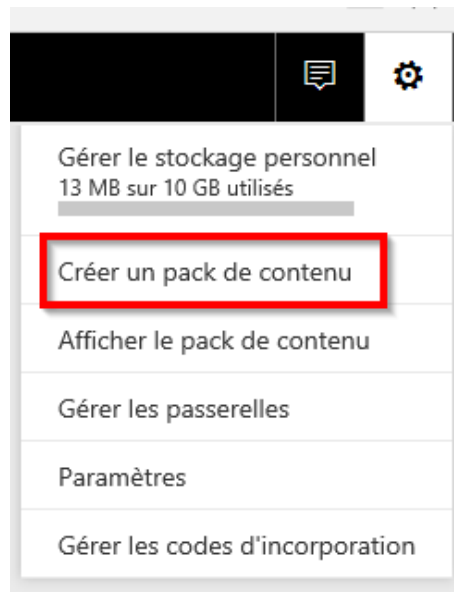 Gérer le stockage personnel
13 MB sur 10 GB utilisés
Créer un pack de contenu
Afficher le pack de contenu
Gérer les passerelles
Paramètres
Gérer les codes d'incorporation